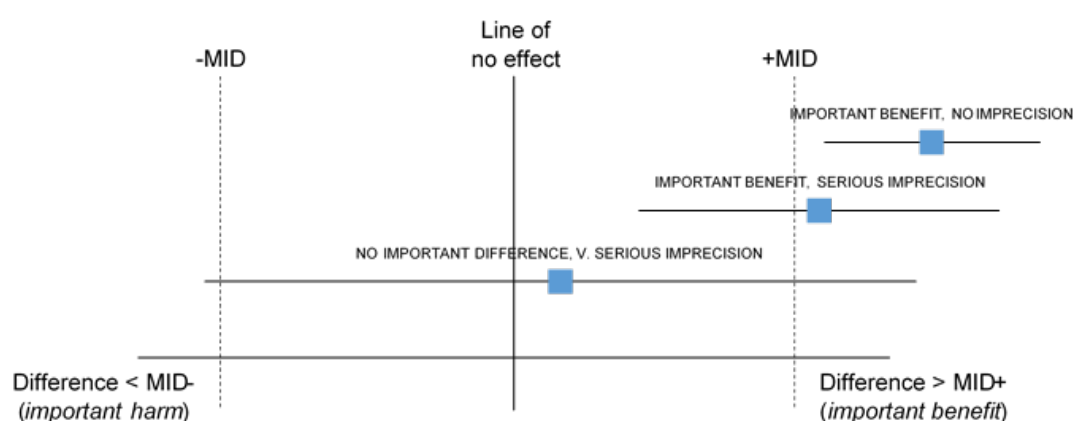 Line of
no effect
-MID
+MID
IMPORTANT BENEFIT, NO IMPRECISION
IMPORTANT BENEFIT, SERIOUS IMPRECISION
NO IMPORTANT DIFFERENCE, V. SERIOUS IMPRECISION
Difference < MID-
(important harm)
Difference > MID+
(important benefit)